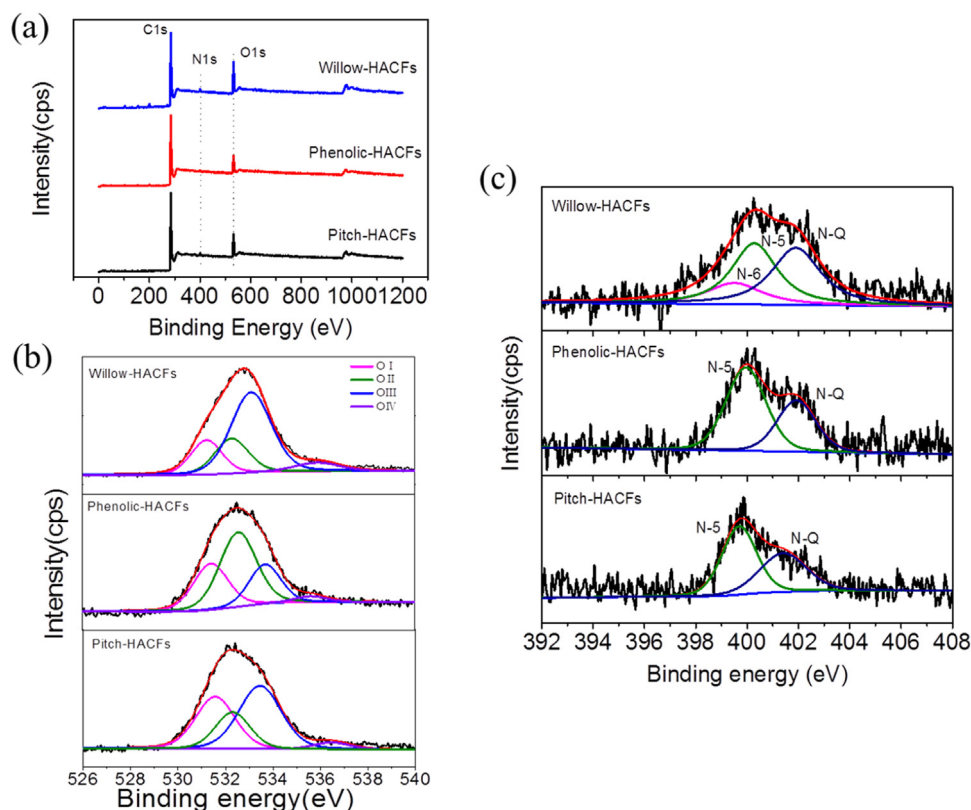 (a)
C1s
N1s
O1s
Willow-HACFs
Phenolic-HACFs
Pitch-HACFs
Intensity(cps)
0 200 400 600 800 1000 1200
Binding Energy (eV)
(b)
Willow-HACFs
O I
O II
OIII
OIV
Phenolic-HACFs
Pitch-HACFs
Intensity(cps)
526 528 530 532 534 536 538 540
Binding energy(eV)
(c)
Willow-HACFs
N-5
N-Q
N-6
Phenolic-HACFs
N-5
N-Q
Pitch-HACFs
N-5
N-Q
Intensity(cps)
392 394 396 398 400 402 404 406 408
Binding energy (eV)